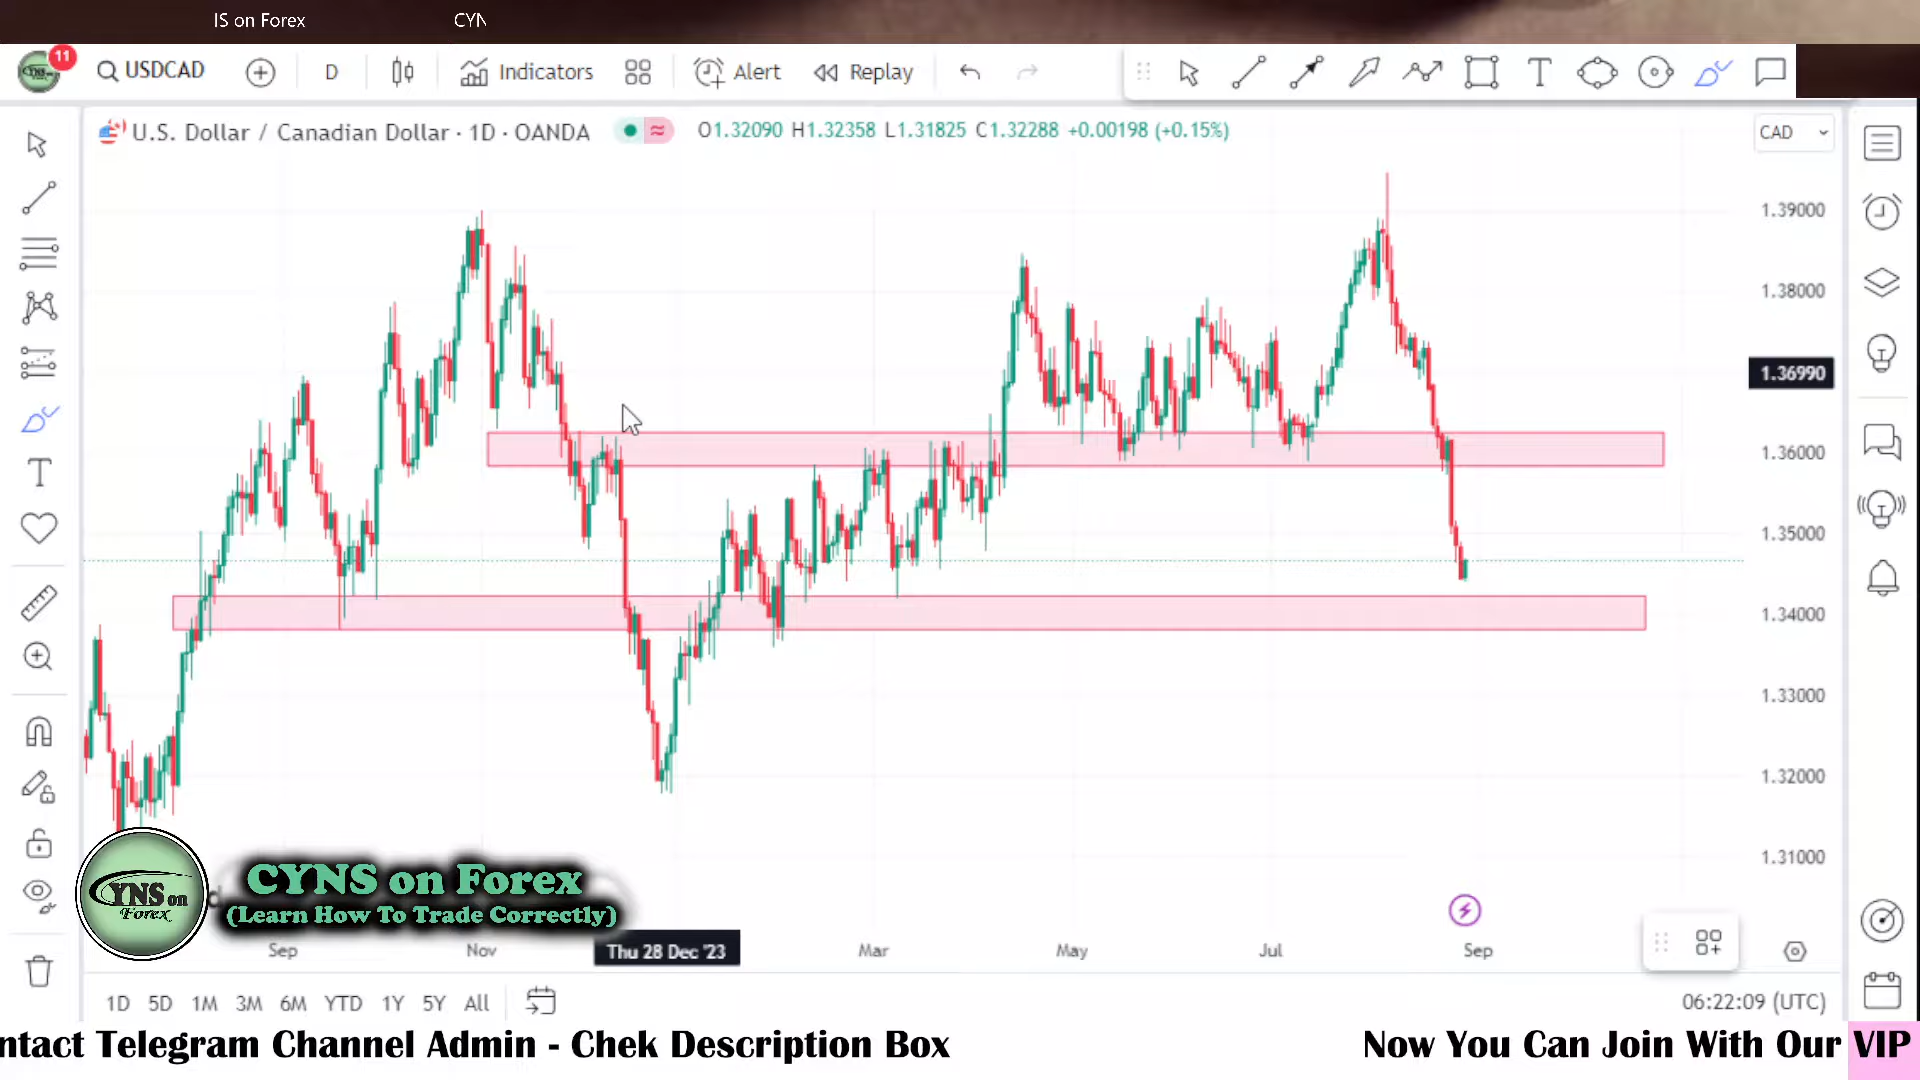 IS on Forex CYN
11
USDCAD D Indicators Alert Replay
U.S. Dollar / Canadian Dollar · 1D · OANDA O1.32090 H1.32358 L1.31825 C1.32288 +0.00198 (+0.15%)
CAD
1.39000
1.38000
1.36990
1.36000
1.35000
1.34000
1.33000
1.32000
1.31000
CYNS on Forex
(Learn How To Trade Correctly)
YNS on
Forex
Sep Nov Thu 28 Dec '23 Mar May Jul Sep
1D 5D 1M 3M 6M YTD 1Y 5Y All 06:22:09 (UTC)
ntact Telegram Channel Admin - Chek Description Box Now You Can Join With Our VIP